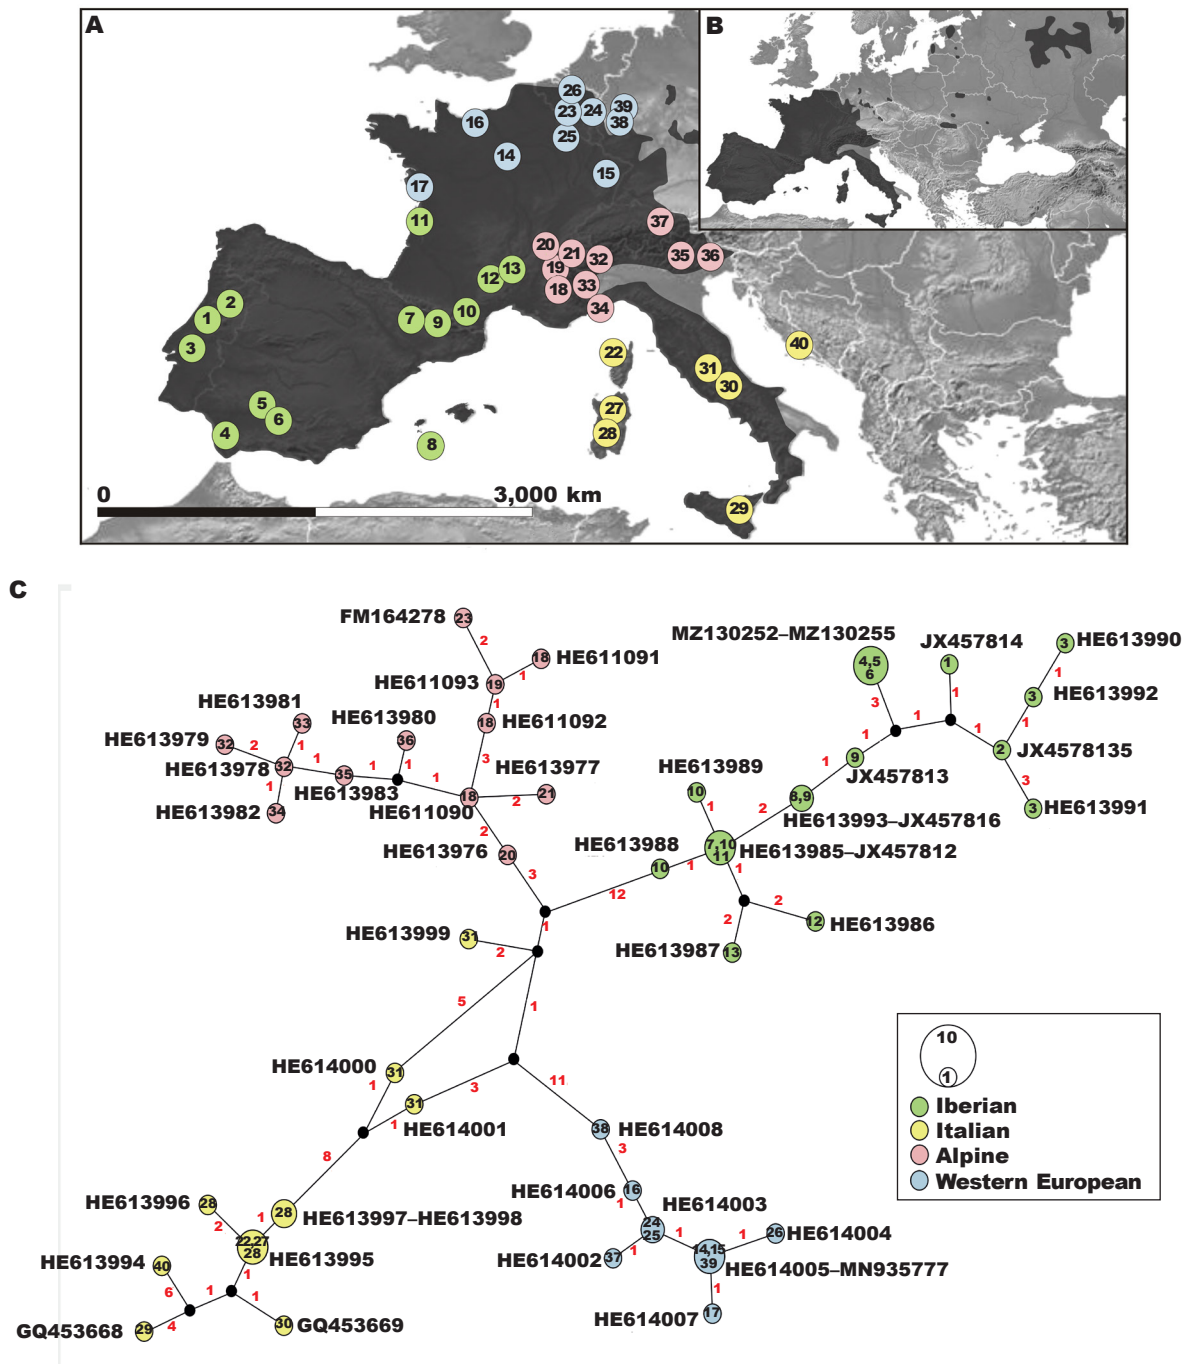 A
B
26
23
24
39
38
16
25
14
15
17
11
37
20
21
32
35
36
19
13
12
18
33
2
34
1
7
9
10
3
40
22
31
30
5
27
6
4
28
8
0
3,000 km
29
C
FM164278
23
2
MZ130252–MZ130255
JX457814
3
HE613990
18
HE611091
1
4,5
6
1
1
HE611093
19
1
3
HE613992
HE613981
33
HE613980
18
HE611092
3
1
1
1
1
HE613979
32
2
1
36
1
2
JX4578135
HE613978
32
1
1
3
HE613977
HE613989
1
9
JX457813
1
35
1
HE613983
HE611090
18
2
21
10
8,9
3
3
HE613991
HE613982
34
2
1
2
HE613993–JX457816
HE613976
20
HE613988
7,10
11
HE613985–JX457812
3
10
1
1
12
2
HE613999
31
2
1
2
12
HE613986
HE613987
13
5
1
HE614000
31
10
1
1
3
11
31
Iberian
1
HE614001
38
HE614008
Italian
8
3
Alpine
HE613996
28
HE614006
16
Western European
1
28
HE613997–HE613998
1
HE614003
2
24
25
1
1
26
HE614004
22,27
28
HE613995
HE614002
37
1
14,15
39
HE614005–MN935777
HE613994
40
1
1
6
1
1
HE614007
17
GQ453668
29
4
30
GQ453669